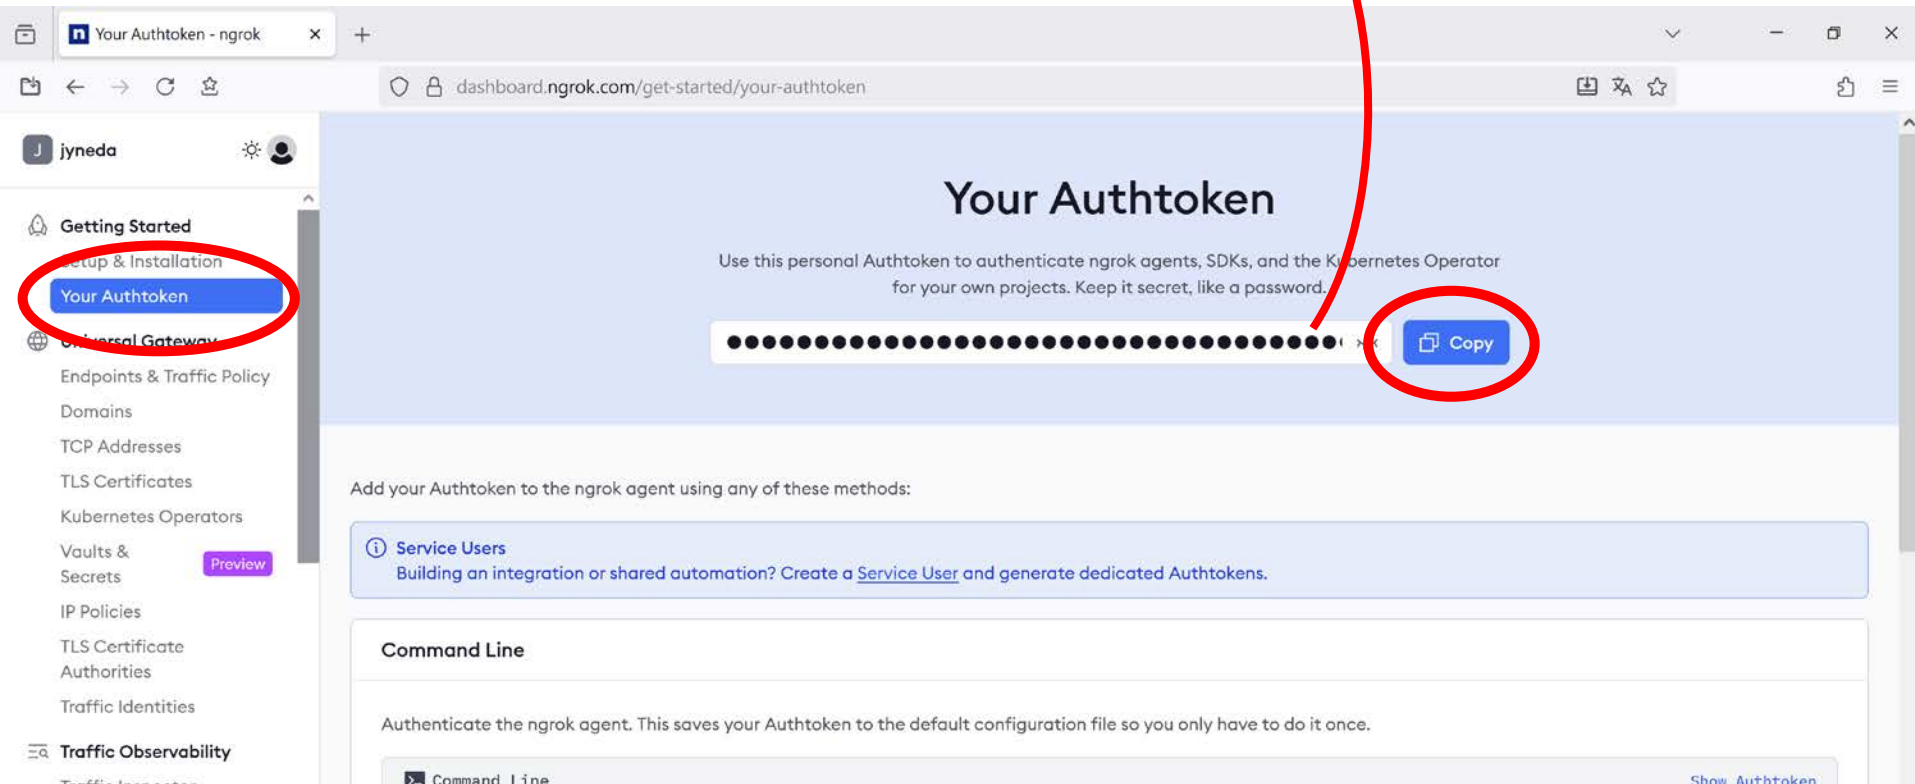 Your Authtoken - ngrok
dashboard.ngrok.com/get-started/your-authtoken
J jyneda
Getting Started
Setup & Installation
Your Authtoken
Universal Gateway
Endpoints & Traffic Policy
Domains
TCP Addresses
TLS Certificates
Kubernetes Operators
Vaults &
Secrets
Preview
IP Policies
TLS Certificate
Authorities
Traffic Identities
Traffic Observability
Your Authtoken
Use this personal Authtoken to authenticate ngrok agents, SDKs, and the Kubernetes Operator
for your own projects. Keep it secret, like a password.
Copy
Add your Authtoken to the ngrok agent using any of these methods:
Service Users
Building an integration or shared automation? Create a Service User and generate dedicated Authtokens.
Command Line
Authenticate the ngrok agent. This saves your Authtoken to the default configuration file so you only have to do it once.
Command Line
Show Authtoken